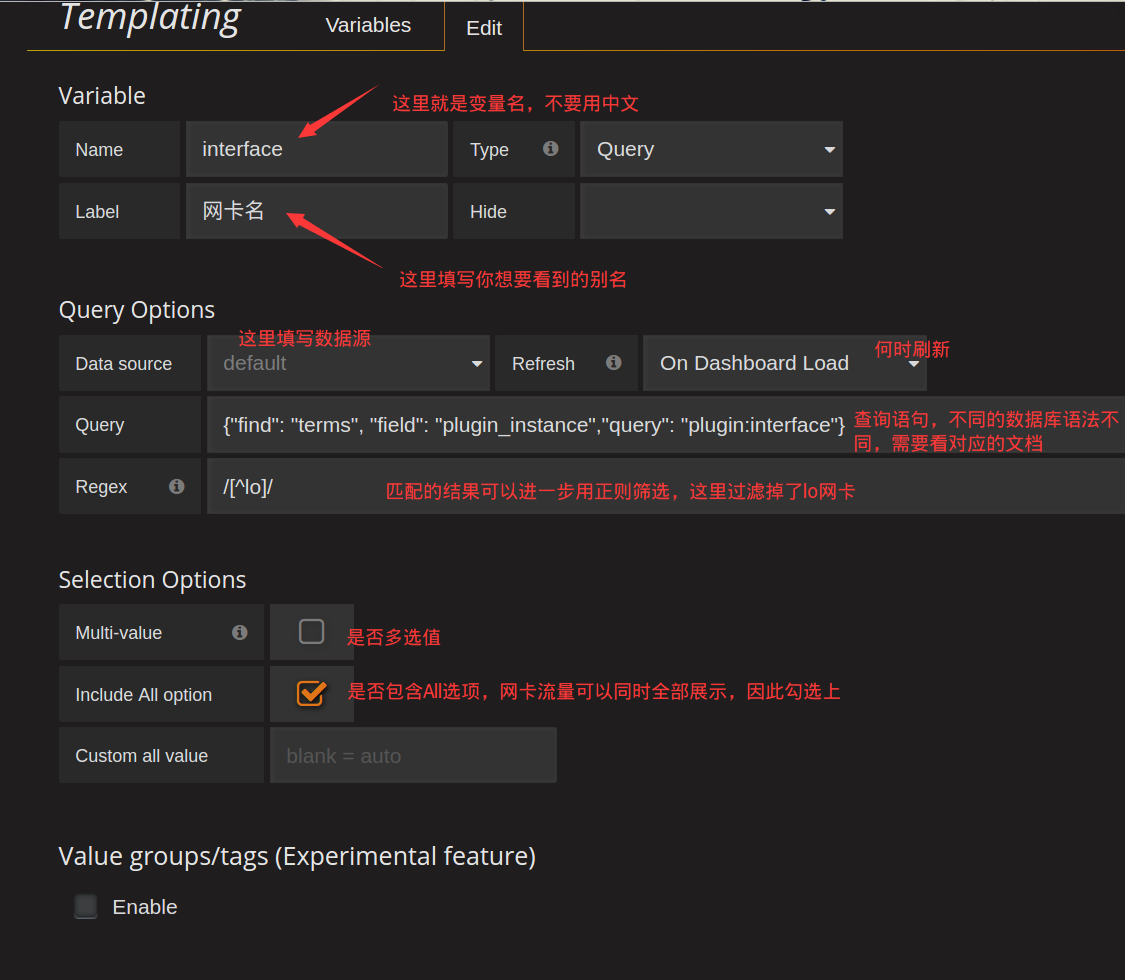 Templating Variables Edit
Variable
这里就是变量名，不要用中文
Name interface Type Query
Label 网卡名 Hide
这里填写你想要看到的别名
Query Options
这里填写数据源
何时刷新
Data source default Refresh On Dashboard Load
Query {"find": "terms", "field": "plugin_instance","query": "plugin:interface"}
查询语句，不同的数据库语法不
同，需要看对应的文档
Regex /[^lo]/ 匹配的结果可以进一步用正则筛选，这里过滤掉了lo网卡
Selection Options
Multi-value 是否多选值
Include All option 是否包含All选项，网卡流量可以同时全部展示，因此勾选上
Custom all value blank = auto
Value groups/tags (Experimental feature)
Enable